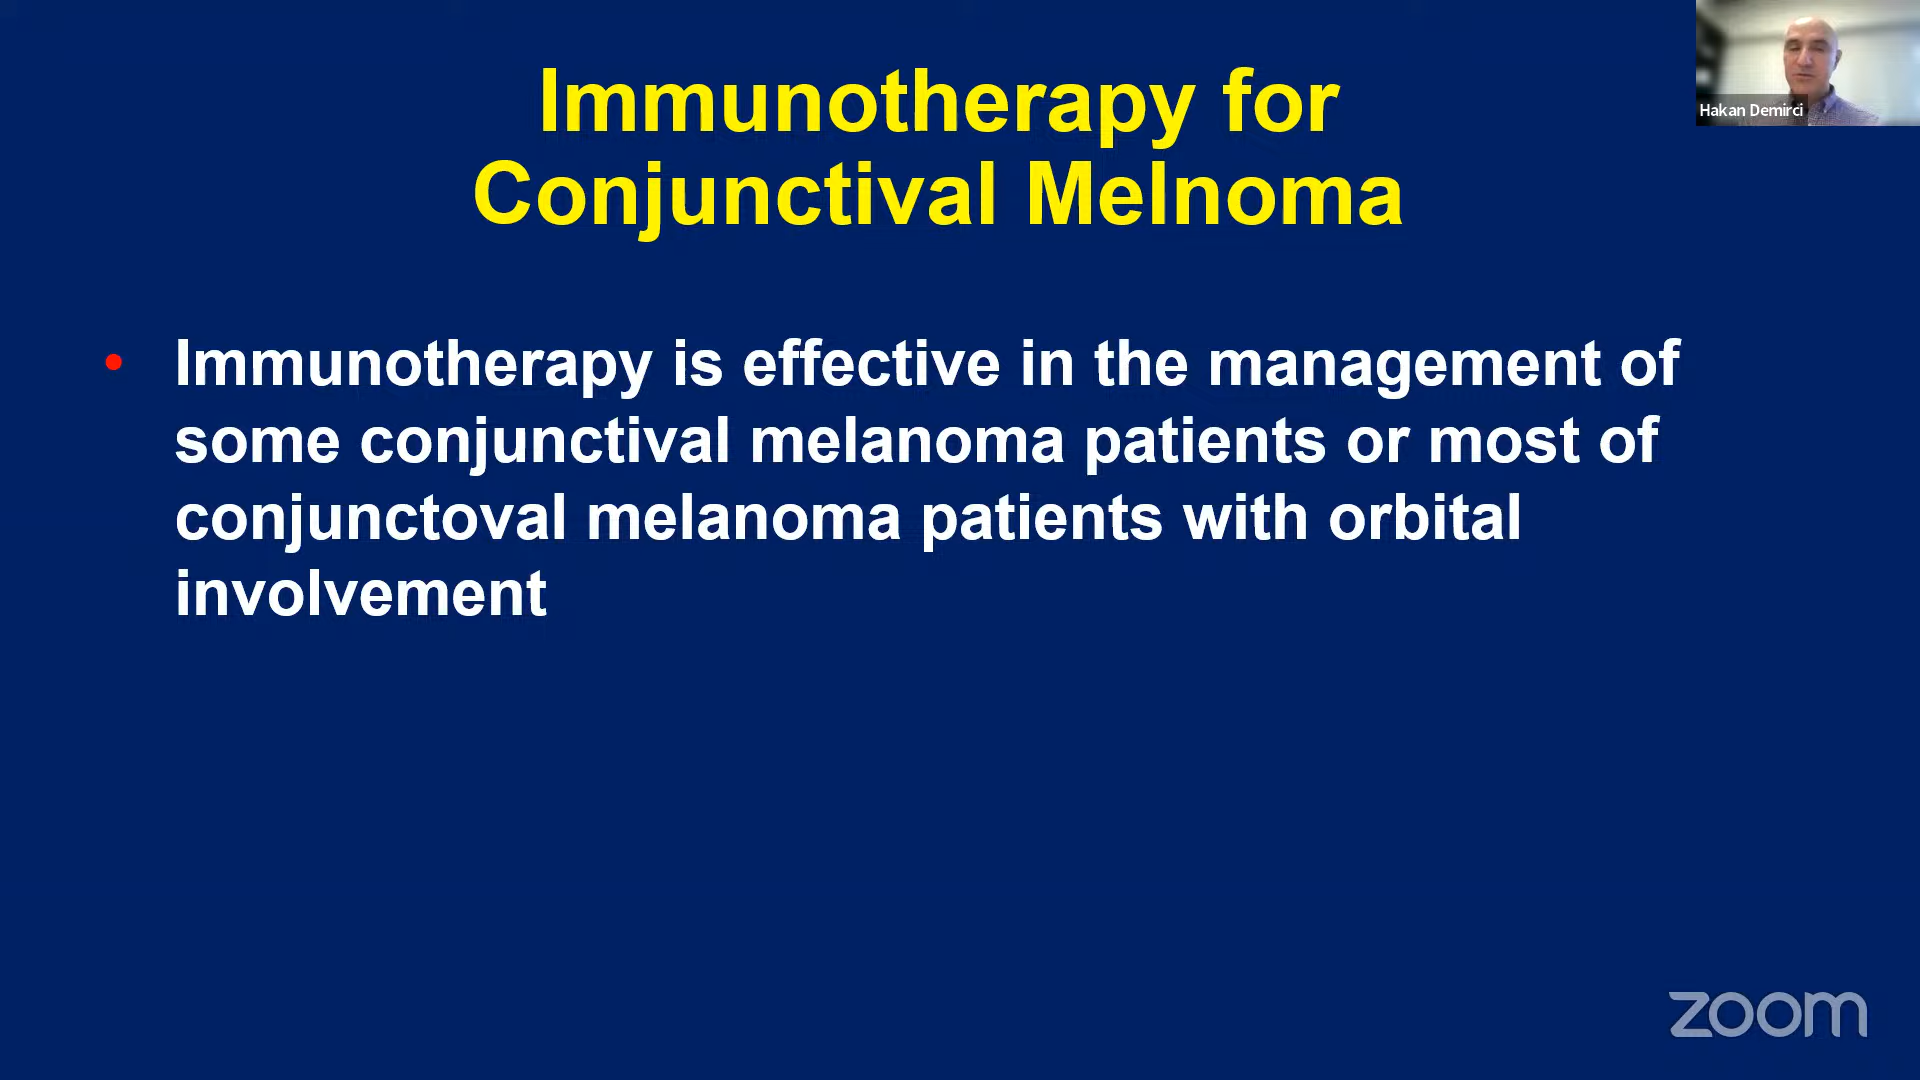 Immunotherapy for
Conjunctival Melnoma
Hakan Demirci
• Immunotherapy is effective in the management of
some conjunctival melanoma patients or most of
conjunctoval melanoma patients with orbital
involvement
zoom